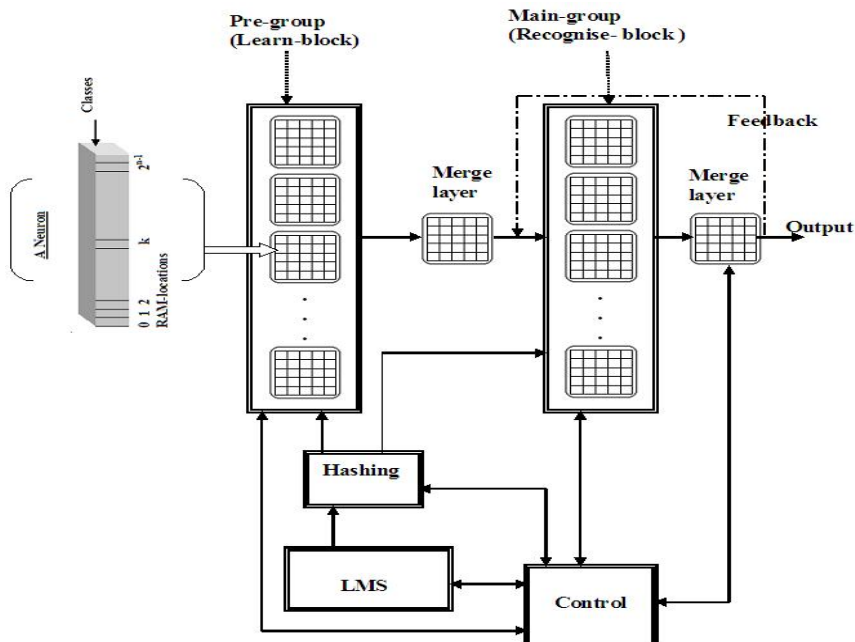 Pre-group
(Learn-block)
Main-group
(Recognise- block )
Classes
A Neuron
0 1 2
k
2n-1
RAM-locations
Merge
layer
Feedback
Merge
layer
Output
Hashing
LMS
Control